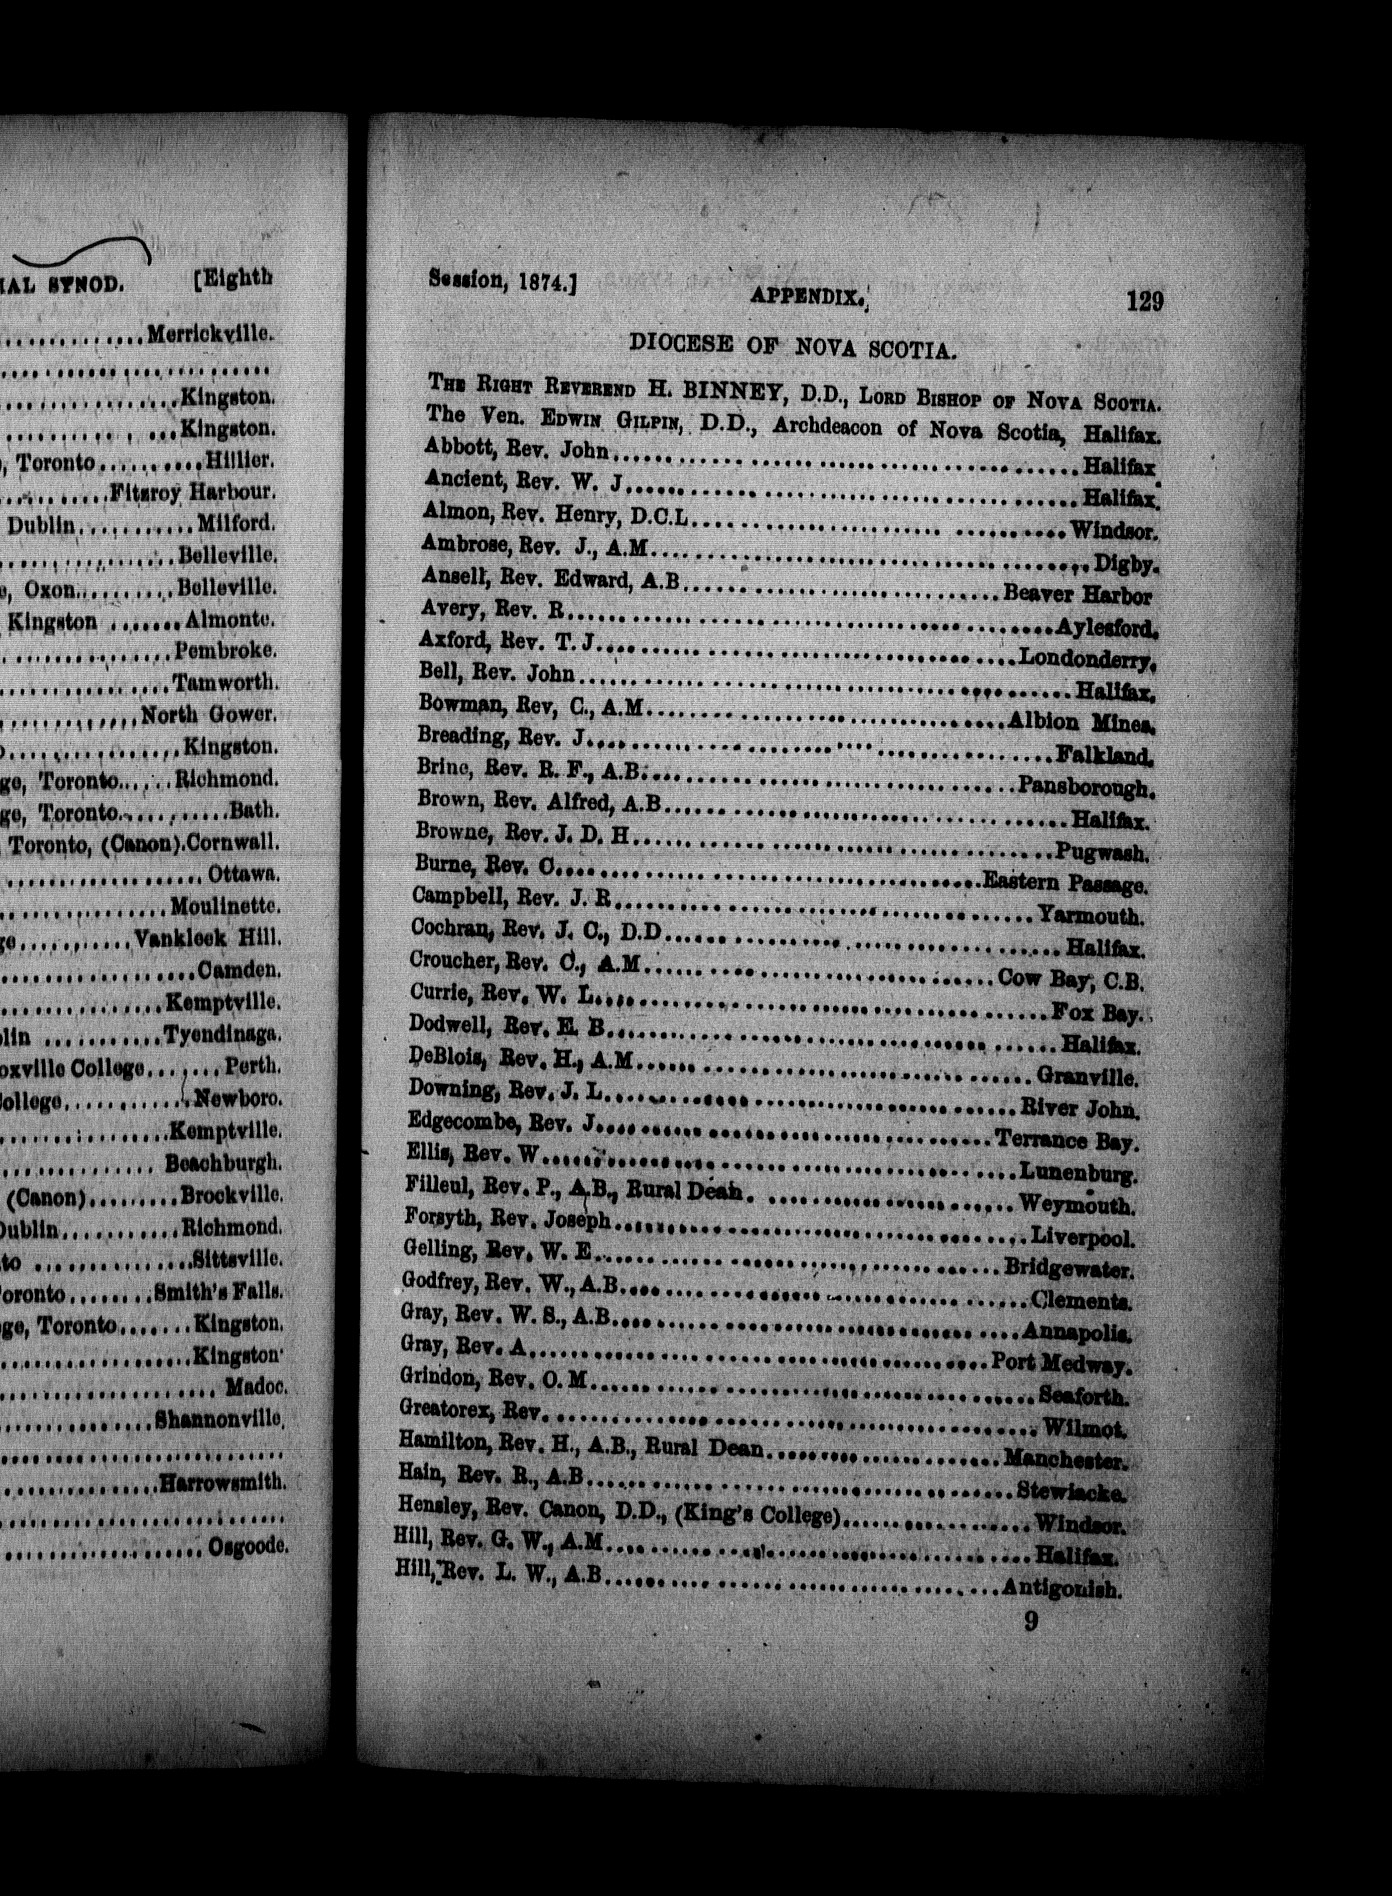 IAL SYNOD. [Eighth
Merrickville.
Kingston.
Kingston.
, Toronto..........Hillier.
Fitzroy Harbour.
Dublin...........Milford.
Belleville.
e, Oxon..........Belleville.
Kingston .......Almonte.
Pembroke.
Tamworth.
North Gower.
Kingston.
ge, Toronto......Richmond.
ge, Toronto...........Bath.
Toronto, (Canon).Cornwall.
Ottawa.
Moulinette.
ge...........Vankleek Hill.
Camden.
Kemptville.
blin ...........Tyendinaga.
oxville College.......Perth.
College............Newboro.
Kemptville.
Beachburgh.
(Canon).........Brockville.
Dublin...........Richmond.
to ...............Sittsville.
Toronto........Smith's Falls.
ge, Toronto.......Kingston.
Kingston
Madoc.
Shannonville.
Harrowsmith.
Osgoode.
Session, 1874.] APPENDIX. 129
DIOCESE OF NOVA SCOTIA.
THE RIGHT REVEREND H. BINNEY, D.D., LORD BISHOP OF NOVA SCOTIA.
The Ven. EDWIN GILPIN, D.D., Archdeacon of Nova Scotia, Halifax.
Abbott, Rev. John..........Halifax
Ancient, Rev. W. J..........Halifax.
Almon, Rev. Henry, D.C.L..........Windsor.
Ambrose, Rev. J., A.M..........Digby.
Ansell, Rev. Edward, A.B..........Beaver Harbor
Avery, Rev. R..........Aylesford.
Axford, Rev. T. J..........Londonderry.
Bell, Rev. John..........Halifax.
Bowman, Rev, C., A.M..........Albion Mines.
Breading, Rev. J..........Falkland.
Brine, Rev. R. F., A.B..........Pansborough.
Brown, Rev. Alfred, A.B..........Halifax.
Browne, Rev. J. D. H..........Pugwash.
Burne, Rev. O..........Eastern Passage.
Campbell, Rev. J. R..........Yarmouth.
Cochran, Rev. J. C., D.D..........Halifax.
Croucher, Rev. C., A.M..........Cow Bay, C.B.
Currie, Rev. W. L..........Fox Bay.
Dodwell, Rev. E. B..........Halifax.
DeBlois, Rev. H., A.M..........Granville.
Downing, Rev. J. L..........River John.
Edgecombe, Rev. J..........Terrance Bay.
Ellis, Rev. W..........Lunenburg.
Filleul, Rev. P., A.B., Rural Dean..........Weymouth.
Forsyth, Rev. Joseph..........Liverpool.
Gelling, Rev. W. E..........Bridgewater.
Godfrey, Rev. W., A.B..........Clements.
Gray, Rev. W. S., A.B..........Annapolis.
Gray, Rev. A..........Port Medway.
Grindon, Rev. O. M..........Seaforth.
Greatorex, Rev..........Wilmot.
Hamilton, Rev. H., A.B., Rural Dean..........Manchester.
Hain, Rev. R., A.B..........Stewiacke.
Hensley, Rev. Canon, D.D., (King's College)..........Windsor.
Hill, Rev. G. W., A.M..........Halifax.
Hill, Rev. L. W., A.B..........Antigonish.
9